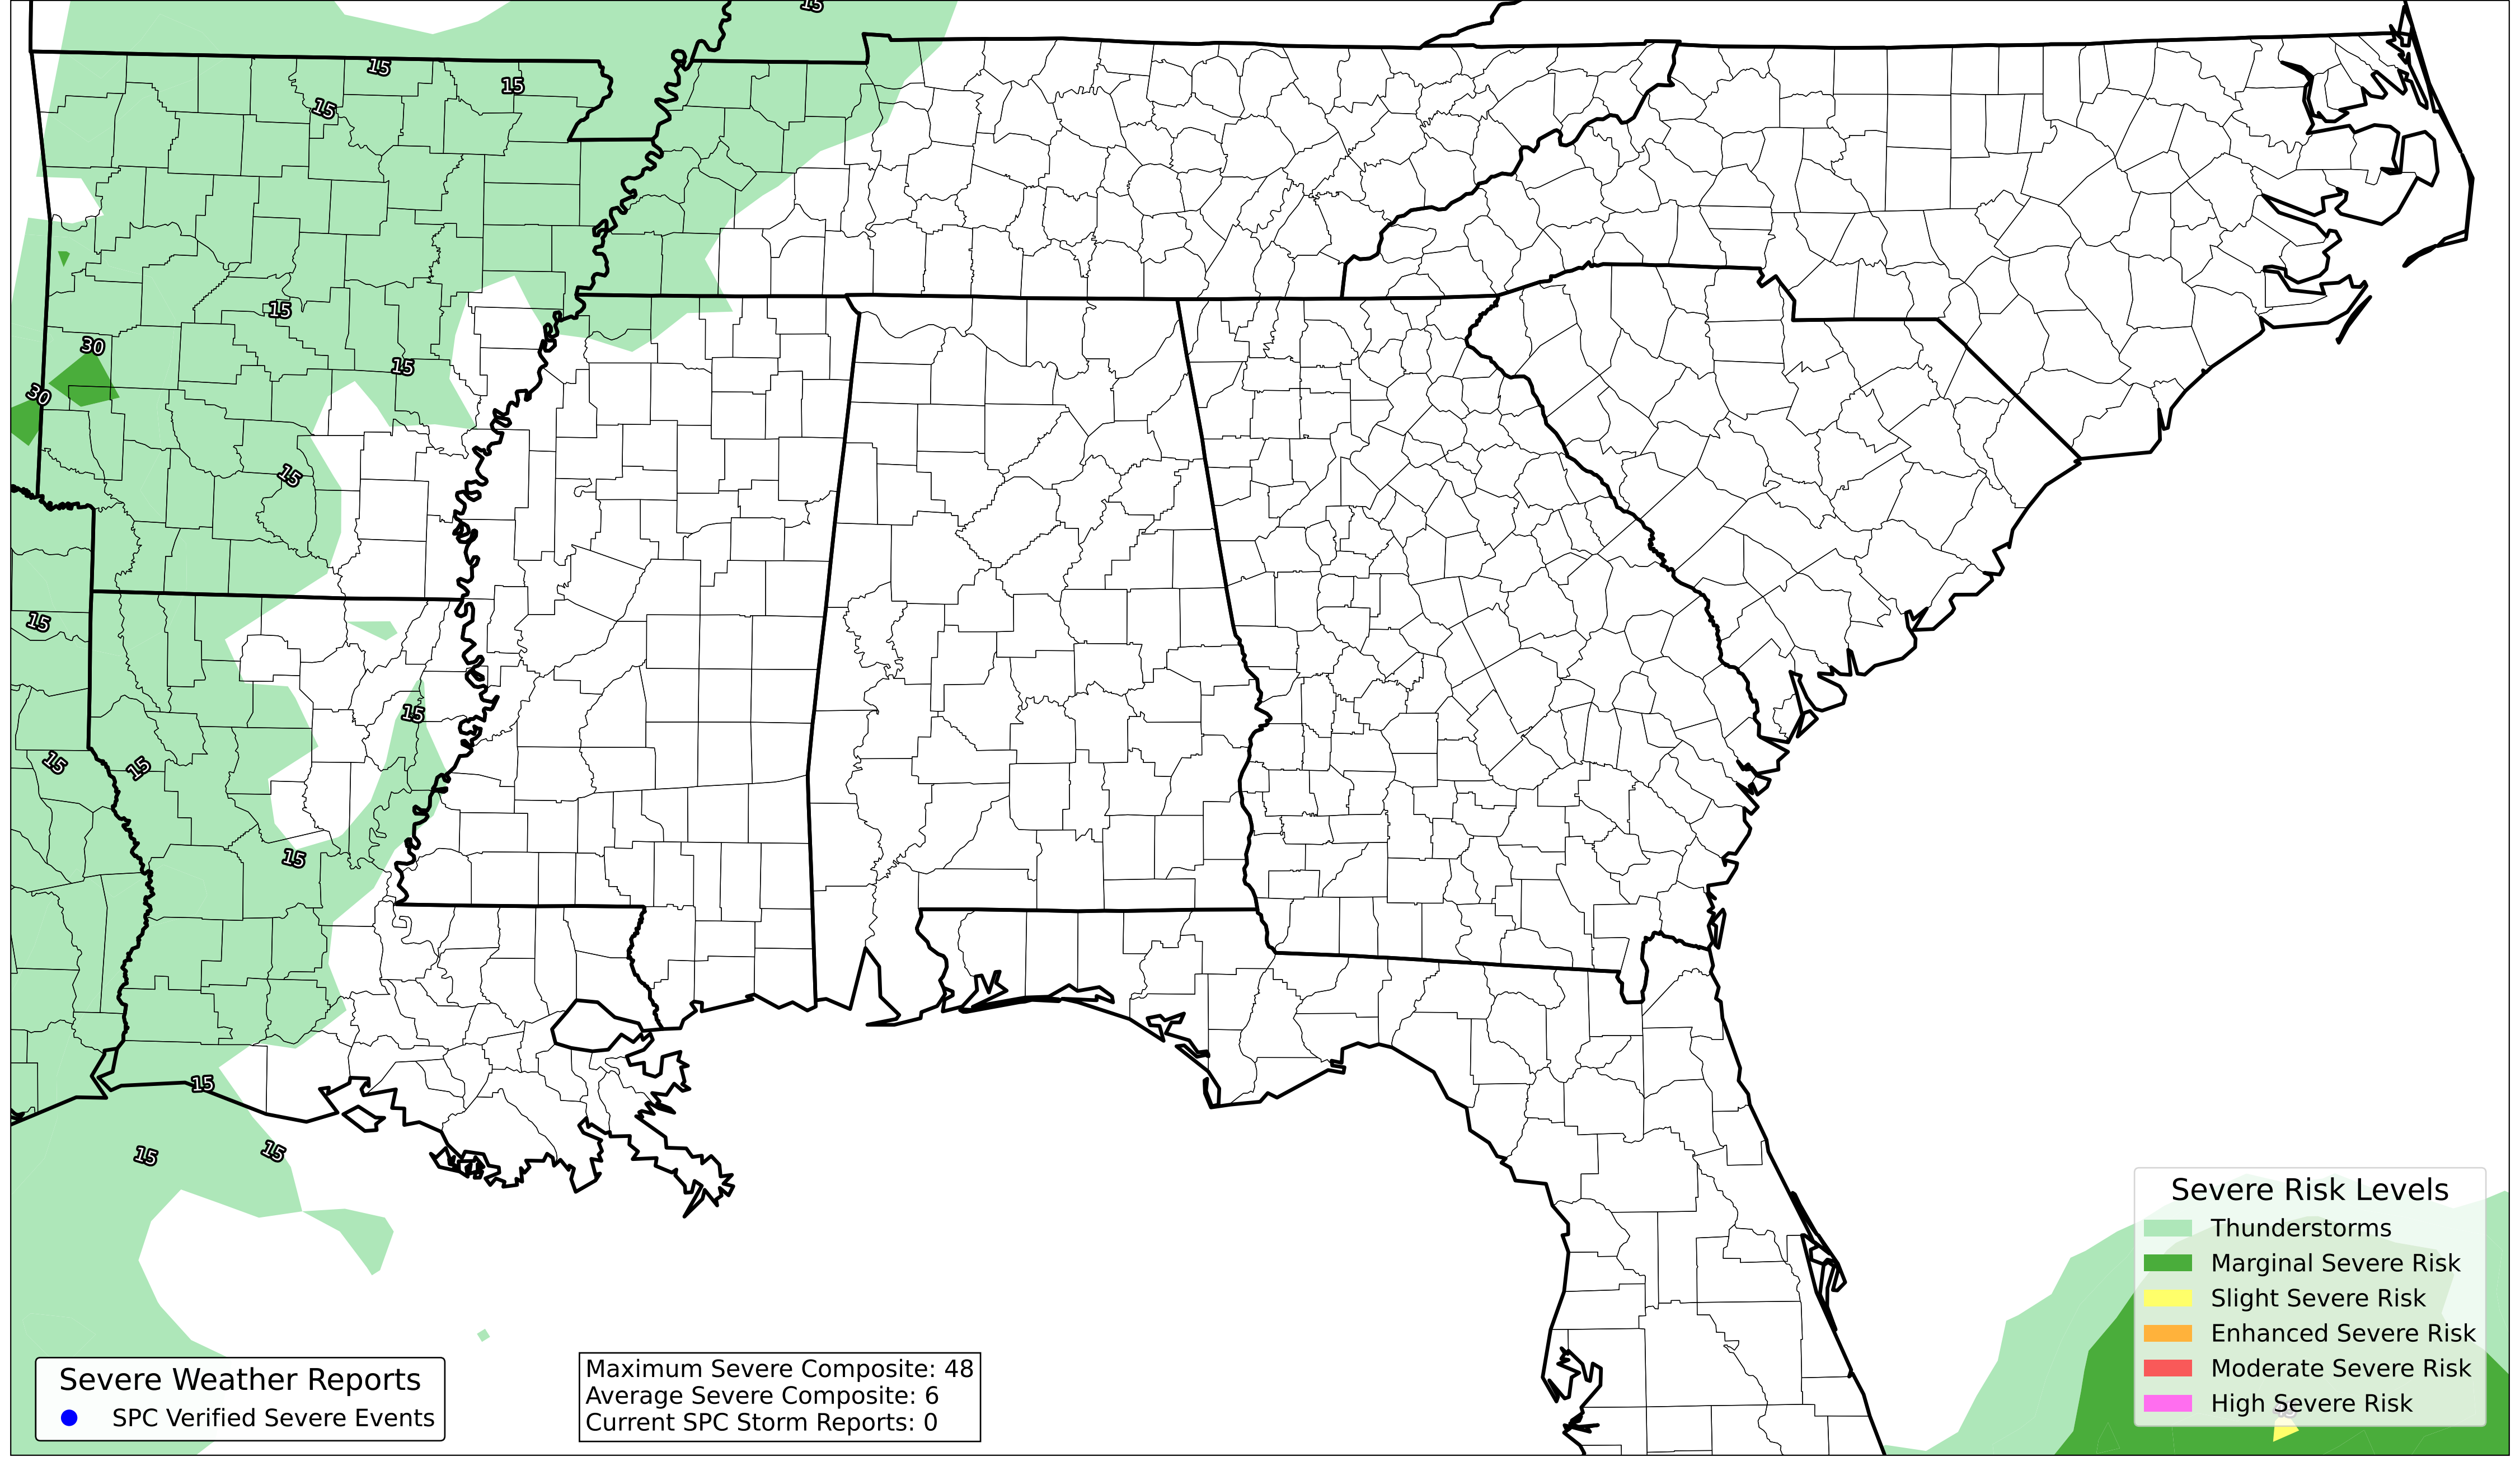 15
15
15
15
15
30
15
30
15
15
15
15
15
15
15
15
15
Severe Risk Levels
Thunderstorms
Marginal Severe Risk
Slight Severe Risk
Enhanced Severe Risk
Moderate Severe Risk
High Severe Risk
Severe Weather Reports
SPC Verified Severe Events
Maximum Severe Composite: 48
Average Severe Composite: 6
Current SPC Storm Reports: 0